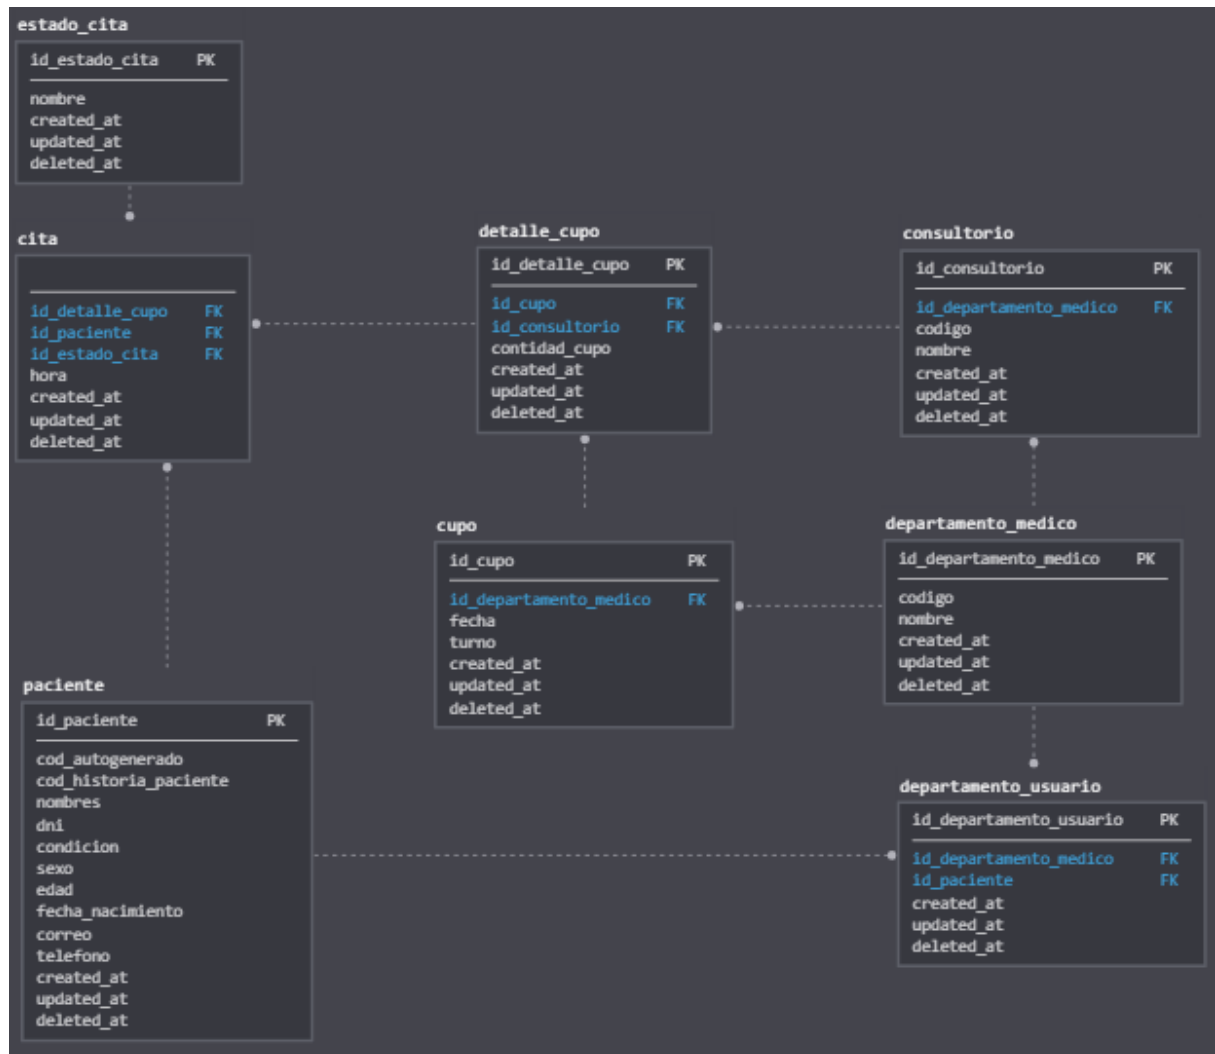 estado_cita
id_estado_cita PK
nombre
created_at
updated_at
deleted_at
cita
id_detalle_cupo FK
id_paciente FK
id_estado_cita FK
hora
created_at
updated_at
deleted_at
detalle_cupo
id_detalle_cupo PK
id_cupo FK
id_consultorio FK
contidad_cupo
created_at
updated_at
deleted_at
consultorio
id_consultorio PK
id_departamento_medico FK
codigo
nombre
created_at
updated_at
deleted_at
cupo
id_cupo PK
id_departamento_medico FK
fecha
turno
created_at
updated_at
deleted_at
departamento_medico
id_departamento_medico PK
codigo
nombre
created_at
updated_at
deleted_at
paciente
id_paciente PK
cod_autogenerado
cod_historia_paciente
nombres
dni
condicion
sexo
edad
fecha_nacimiento
correo
telefono
created_at
updated_at
deleted_at
departamento_usuario
id_departamento_usuario PK
id_departamento_medico FK
id_paciente FK
created_at
updated_at
deleted_at